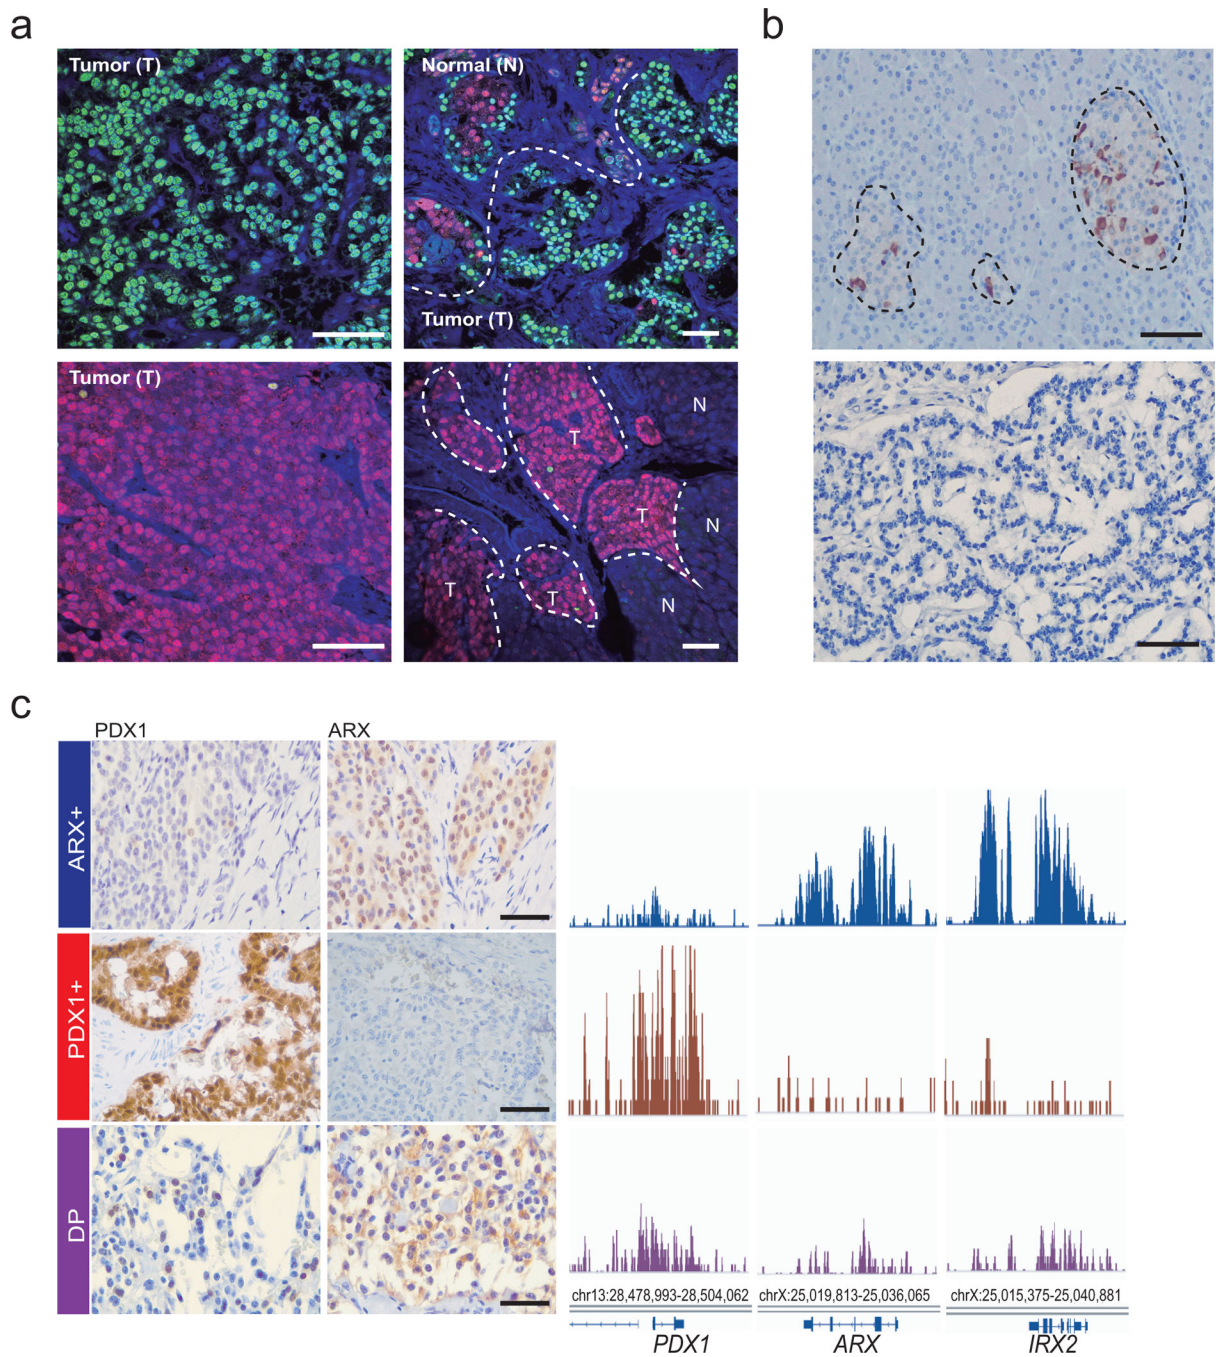 a
b
Tumor (T)
Normal (N)
Tumor (T)
Tumor (T)
T
N
T
N
T
T
N
c
PDX1
ARX
ARX+
PDX1+
DP
chr13:28,478,993-28,504,062
chrX:25,019,813-25,036,065
chrX:25,015,375-25,040,881
PDX1
ARX
IRX2